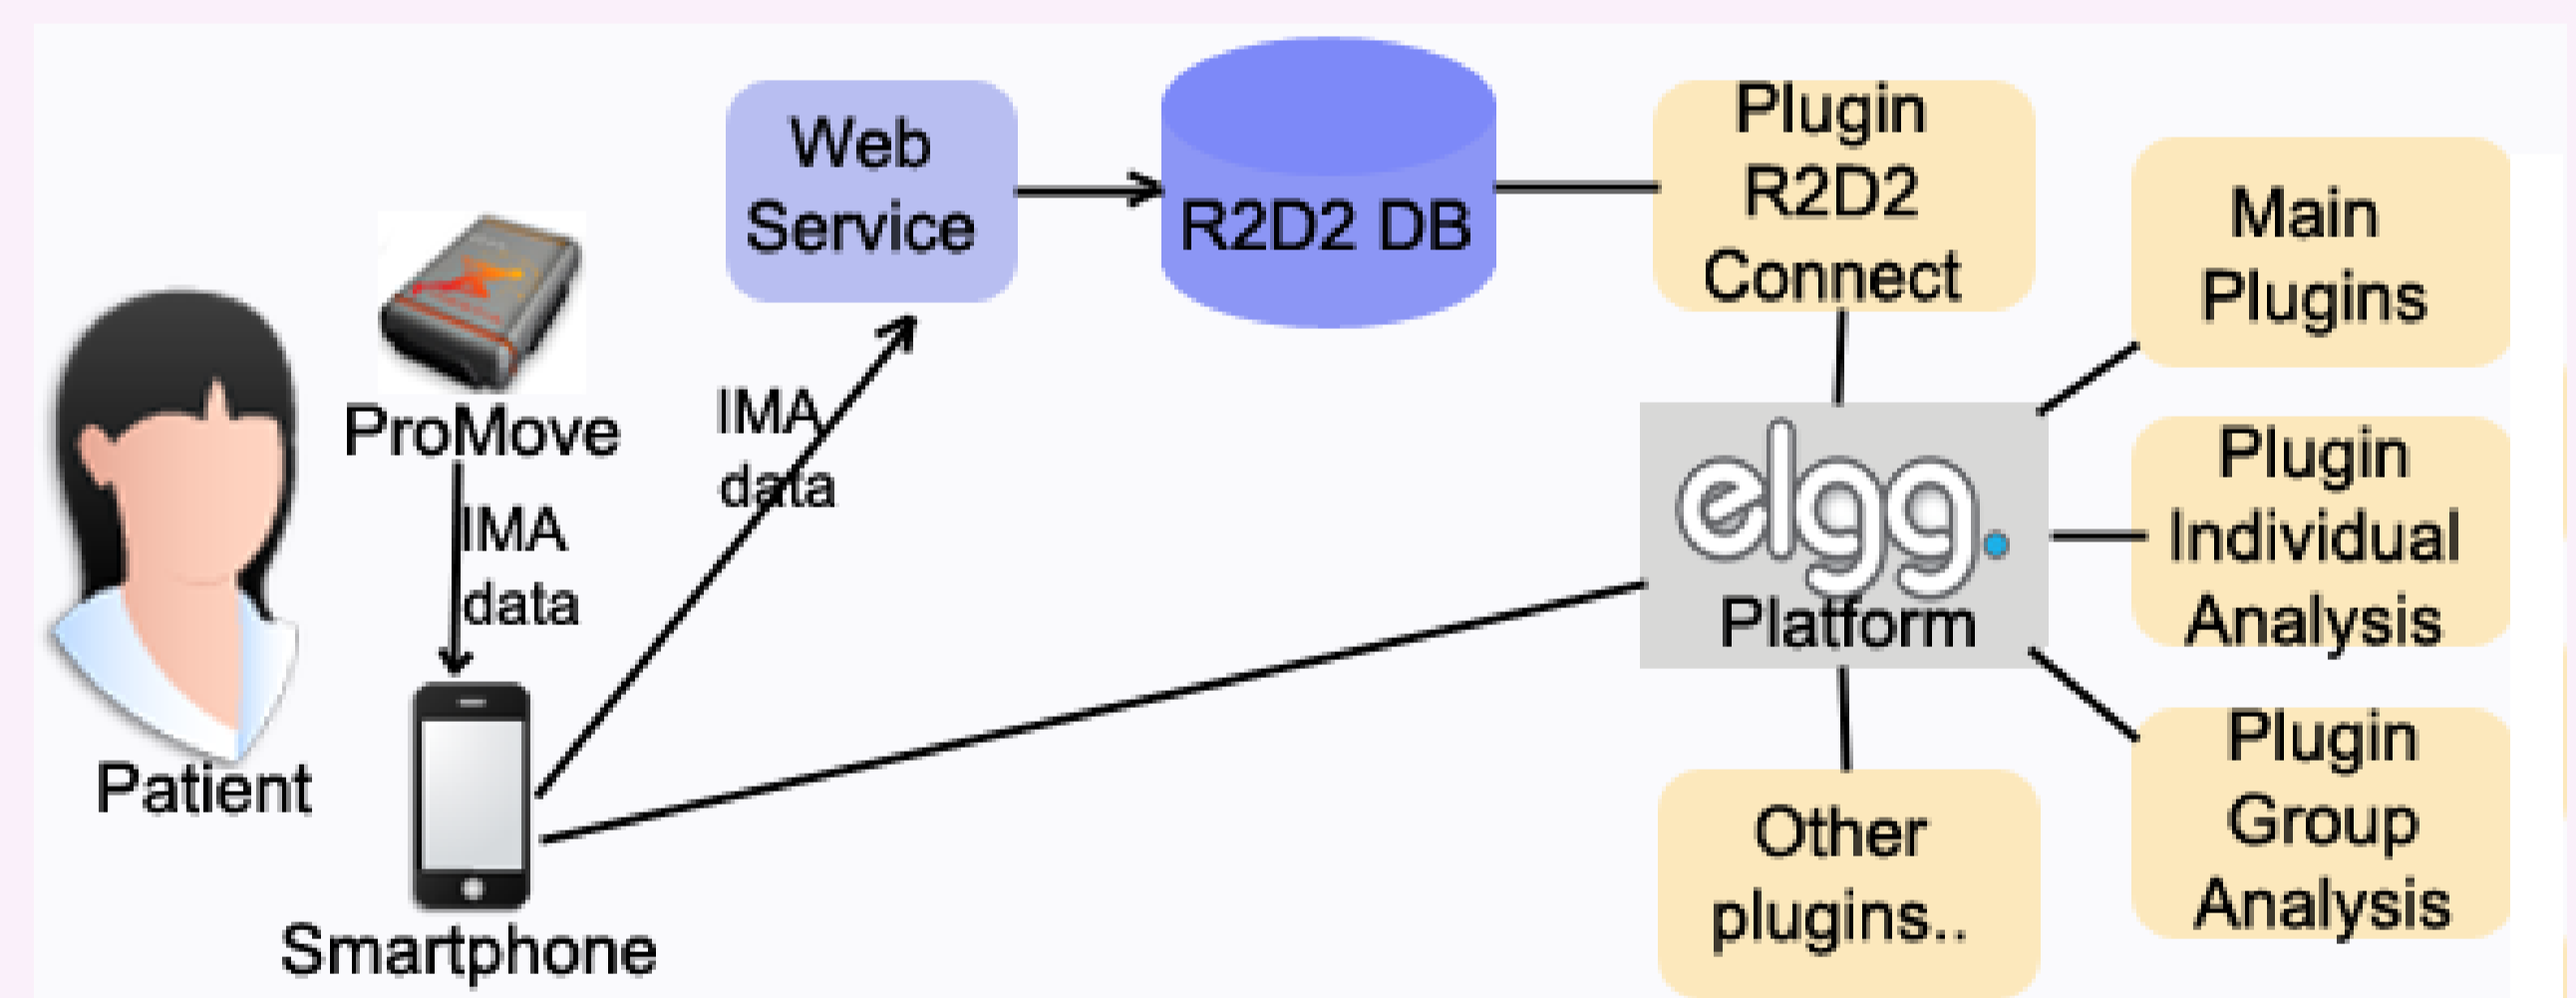 Web
Service
R2D2 DB
Plugin
R2D2
Connect
Main
Plugins
ProMove
IMA
data
IMA
data
Patient
Smartphone
elgg.
Platform
Plugin
Individual
Analysis
Plugin
Group
Analysis
Other
plugins..